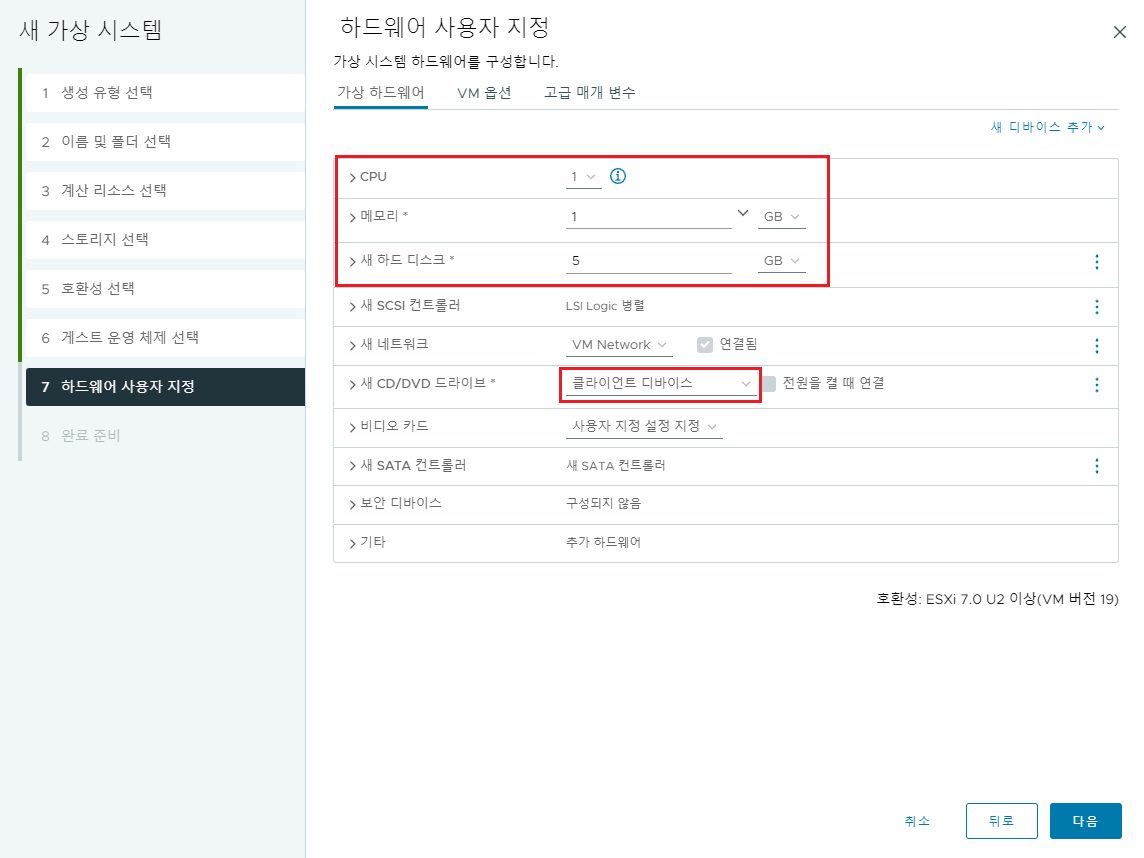 새 가상 시스템
1 생성 유형 선택
2 이름 및 폴더 선택
3 계산 리소스 선택
4 스토리지 선택
5 호환성 선택
6 게스트 운영 체제 선택
7 하드웨어 사용자 지정
8 완료 준비
하드웨어 사용자 지정
가상 시스템 하드웨어를 구성합니다.
가상 하드웨어 VM 옵션 고급 매개 변수
새 디바이스 추가
CPU 1
메모리 * 1 GB
새 하드 디스크 * 5 GB
새 SCSI 컨트롤러 LSI Logic 병렬
새 네트워크 VM Network 연결됨
새 CD/DVD 드라이브 * 클라이언트 디바이스 전원을 켤 때 연결
비디오 카드 사용자 지정 설정 지정
새 SATA 컨트롤러 새 SATA 컨트롤러
보안 디바이스 구성되지 않음
기타 추가 하드웨어
호환성: ESXi 7.0 U2 이상(VM 버전 19)
취소 뒤로 다음